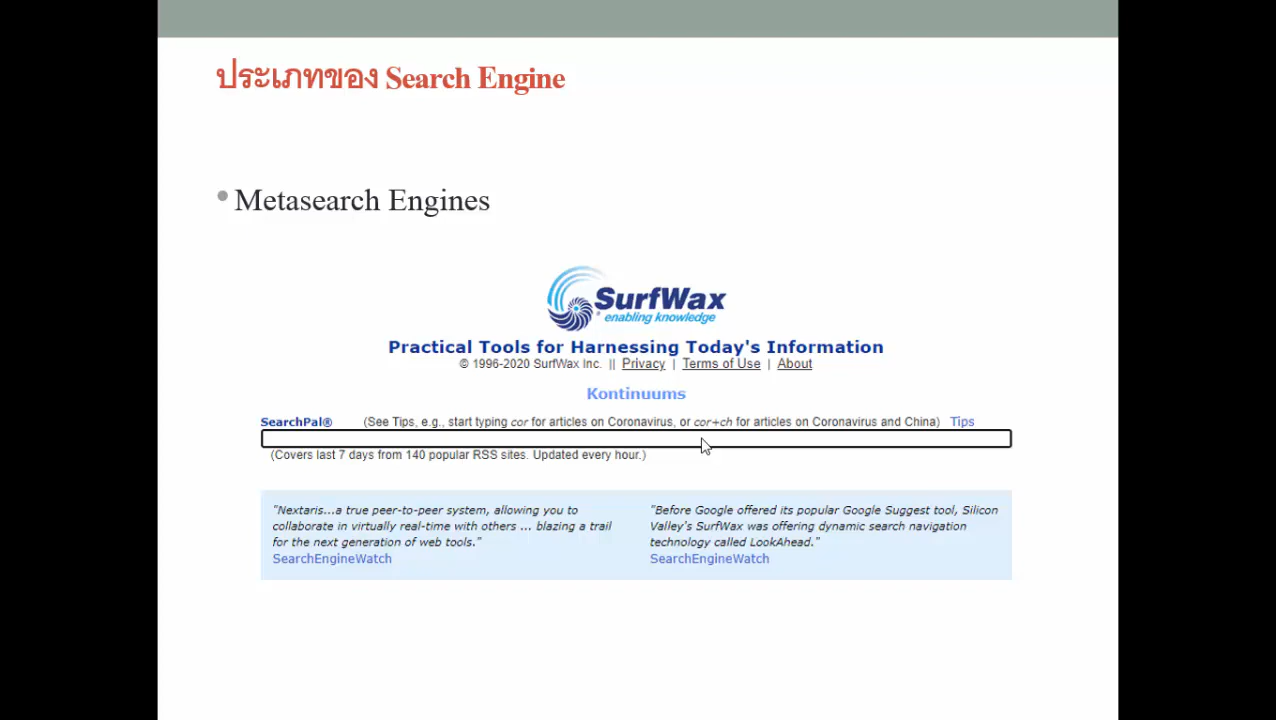 ประเภทของ Search Engine
Metasearch Engines
SurfWax
enabling knowledge
Practical Tools for Harnessing Today's Information
© 1996-2020 SurfWax Inc. || Privacy | Terms of Use | About
Kontinuums
SearchPal® (See Tips, e.g., start typing cor for articles on Coronavirus, or cor+ch for articles on Coronavirus and China) Tips
(Covers last 7 days from 140 popular RSS sites. Updated every hour.)
"Nextaris...a true peer-to-peer system, allowing you to
collaborate in virtually real-time with others ... blazing a trail
for the next generation of web tools."
SearchEngineWatch
"Before Google offered its popular Google Suggest tool, Silicon
Valley's SurfWax was offering dynamic search navigation
technology called LookAhead."
SearchEngineWatch